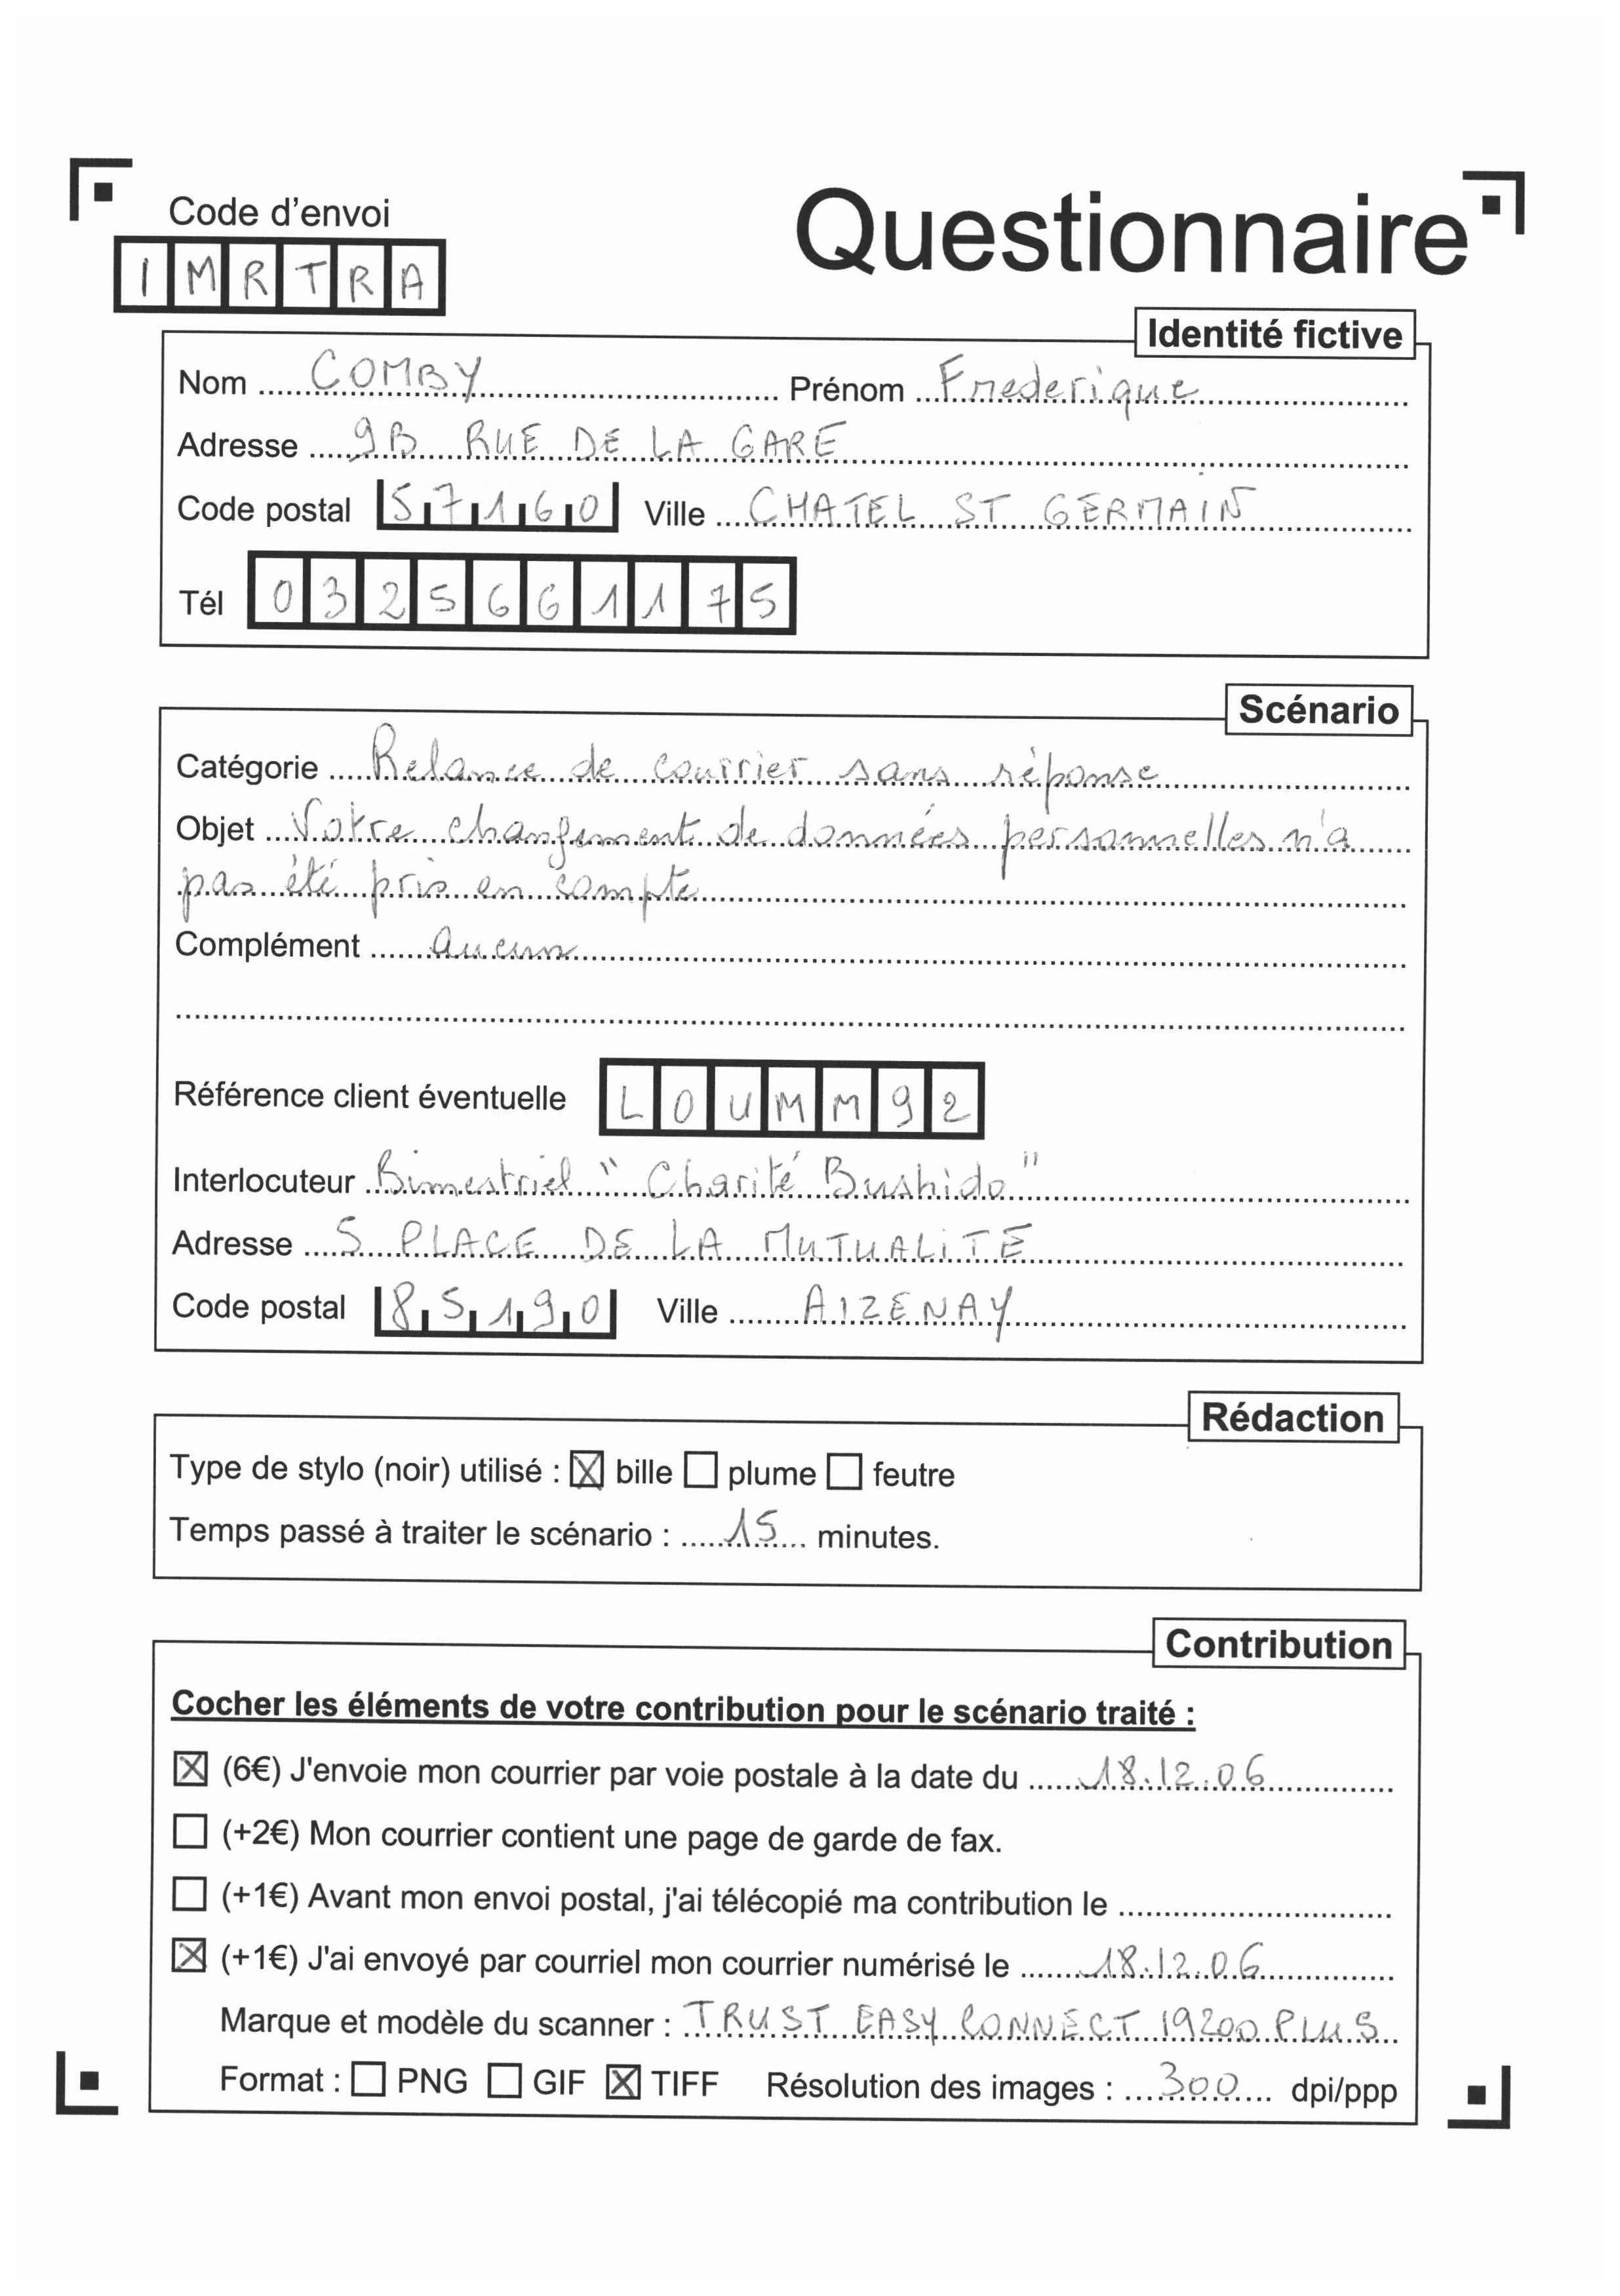 Code d'envoi
IMRTRA
Questionnaire
Identité fictive
Nom COMBY Prénom Frederique
Adresse 9B RUE DE LA GARE
Code postal 57160 Ville CHATEL ST GERMAIN
Tél 0325661175
Scénario
Catégorie Relance de courrier sans réponse
Objet Votre changement de données personnelles n'a
pas été pris en compte
Complément aucun
Référence client éventuelle LOUMM92
Interlocuteur Bimestriel "Charité Bushido"
Adresse 5 PLACE DE LA MUTUALITE
Code postal 85190 Ville AIZENAY
Rédaction
Type de stylo (noir) utilisé : ☒ bille ☐ plume ☐ feutre
Temps passé à traiter le scénario : 15 minutes.
Contribution
Cocher les éléments de votre contribution pour le scénario traité :
☒ (6€) J'envoie mon courrier par voie postale à la date du 18.12.06
☐ (+2€) Mon courrier contient une page de garde de fax.
☐ (+1€) Avant mon envoi postal, j'ai télécopié ma contribution le
☒ (+1€) J'ai envoyé par courriel mon courrier numérisé le 18.12.06
Marque et modèle du scanner : TRUST EASY CONNECT 19200 PLUS
Format : ☐ PNG ☐ GIF ☒ TIFF Résolution des images : 300 dpi/ppp